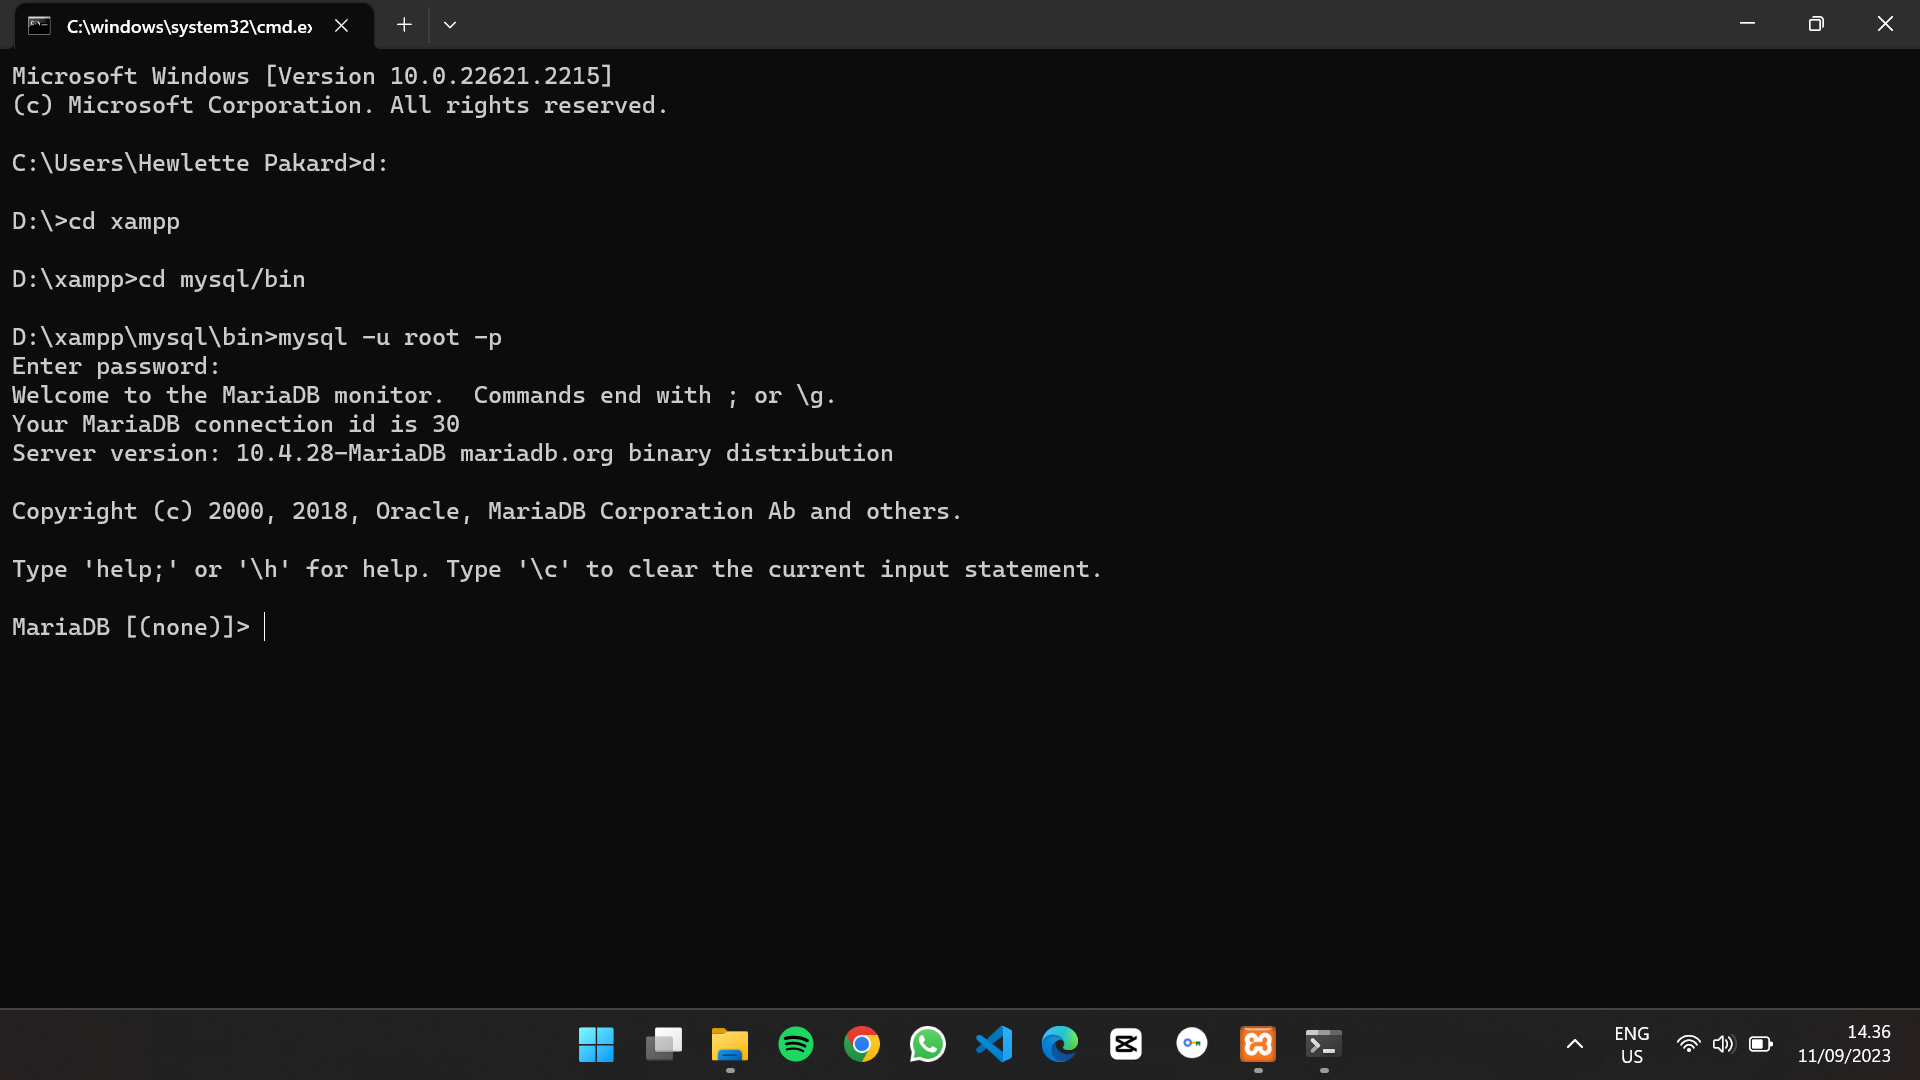 C:\windows\system32\cmd.ex
Microsoft Windows [Version 10.0.22621.2215]
(c) Microsoft Corporation. All rights reserved.
C:\Users\Hewlette Pakard>d:
D:\>cd xampp
D:\xampp>cd mysql/bin
D:\xampp\mysql\bin>mysql -u root -p
Enter password:
Welcome to the MariaDB monitor.  Commands end with ; or \g.
Your MariaDB connection id is 30
Server version: 10.4.28-MariaDB mariadb.org binary distribution
Copyright (c) 2000, 2018, Oracle, MariaDB Corporation Ab and others.
Type 'help;' or '\h' for help. Type '\c' to clear the current input statement.
MariaDB [(none)]>
ENG
US
14.36
11/09/2023